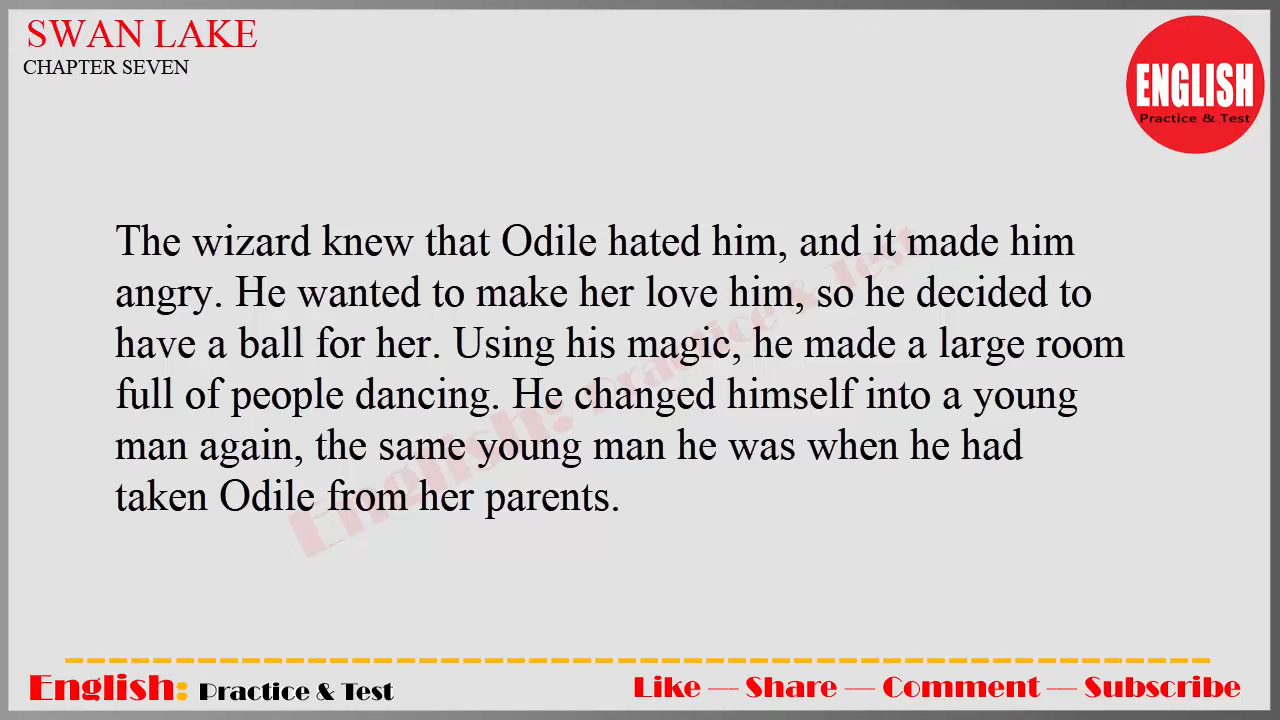 SWAN LAKE
CHAPTER SEVEN
ENGLISH
Practice & Test
The wizard knew that Odile hated him, and it made him
angry. He wanted to make her love him, so he decided to
have a ball for her. Using his magic, he made a large room
full of people dancing. He changed himself into a young
man again, the same young man he was when he had
taken Odile from her parents.
English: Practice & Test
English: Practice & Test
Like — Share — Comment — Subscribe